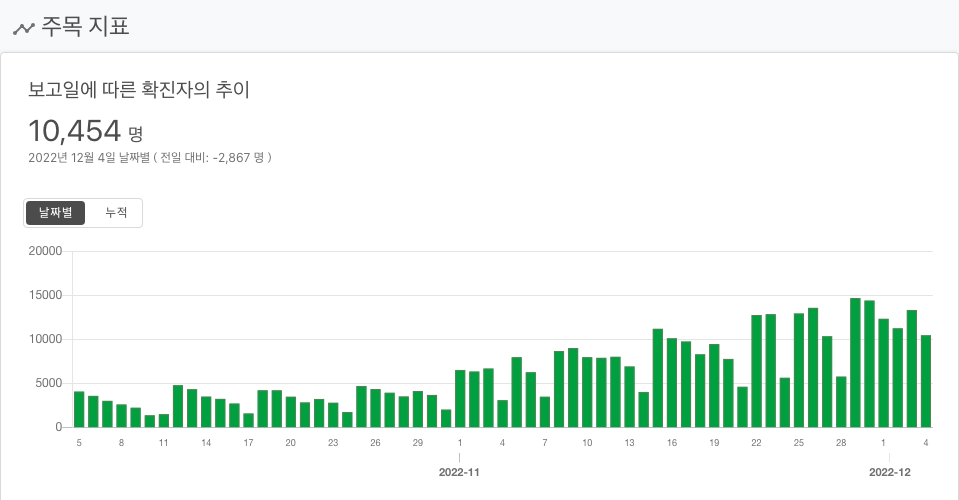 주목 지표
보고일에 따른 확진자의 추이
10,454 명
2022년 12월 4일 날짜별 ( 전일 대비: -2,867 명 )
날짜별 누적
20000
15000
10000
5000
0
5 8 11 14 17 20 23 26 29 1 4 7 10 13 16 19 22 25 28 1 4
2022-11 2022-12